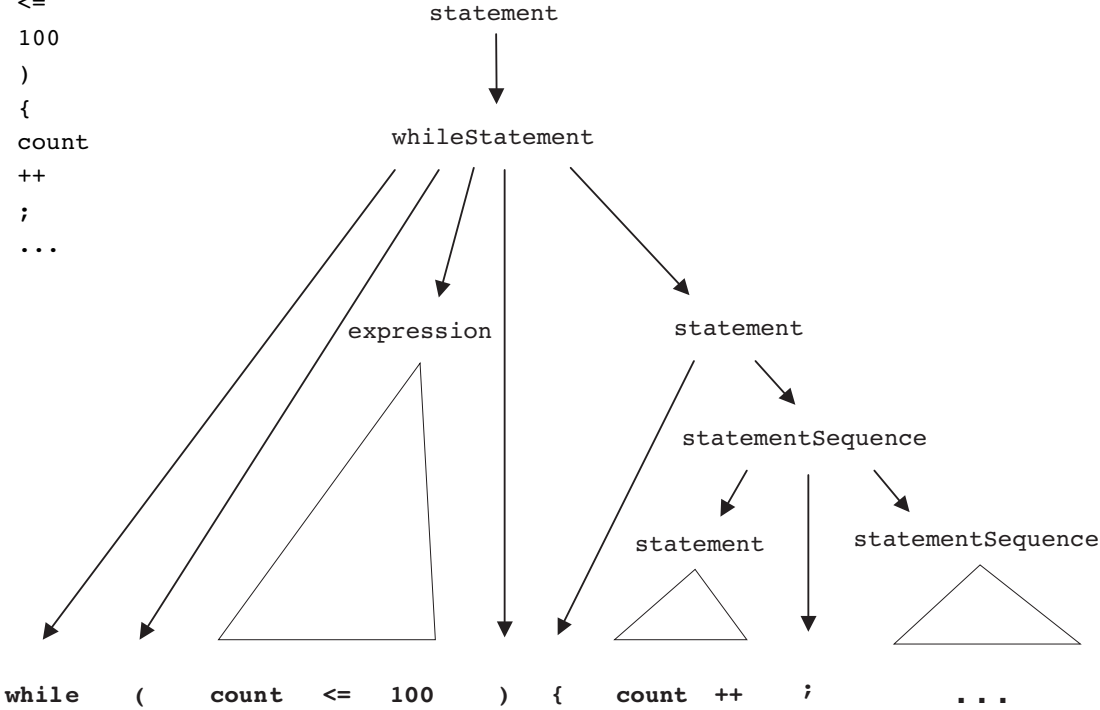 <=
100
)
{
count
++
;
...
statement
whileStatement
expression statement
statementSequence
statement statementSequence
while ( count <= 100 ) { count ++ ; ...